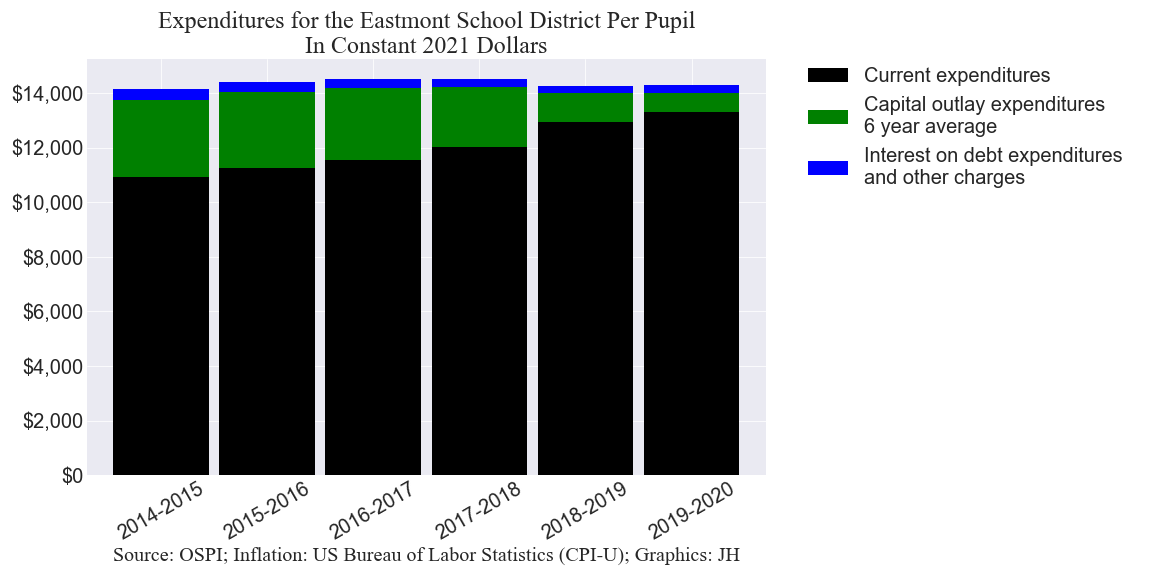 Expenditures for the Eastmont School District Per Pupil
In Constant 2021 Dollars
$14,000
$12,000
$10,000
$8,000
$6,000
$4,000
$2,000
$0
2014-2015
2015-2016
2016-2017
2017-2018
2018-2019
2019-2020
Current expenditures
Capital outlay expenditures
6 year average
Interest on debt expenditures
and other charges
Source: OSPI; Inflation: US Bureau of Labor Statistics (CPI-U); Graphics: JH